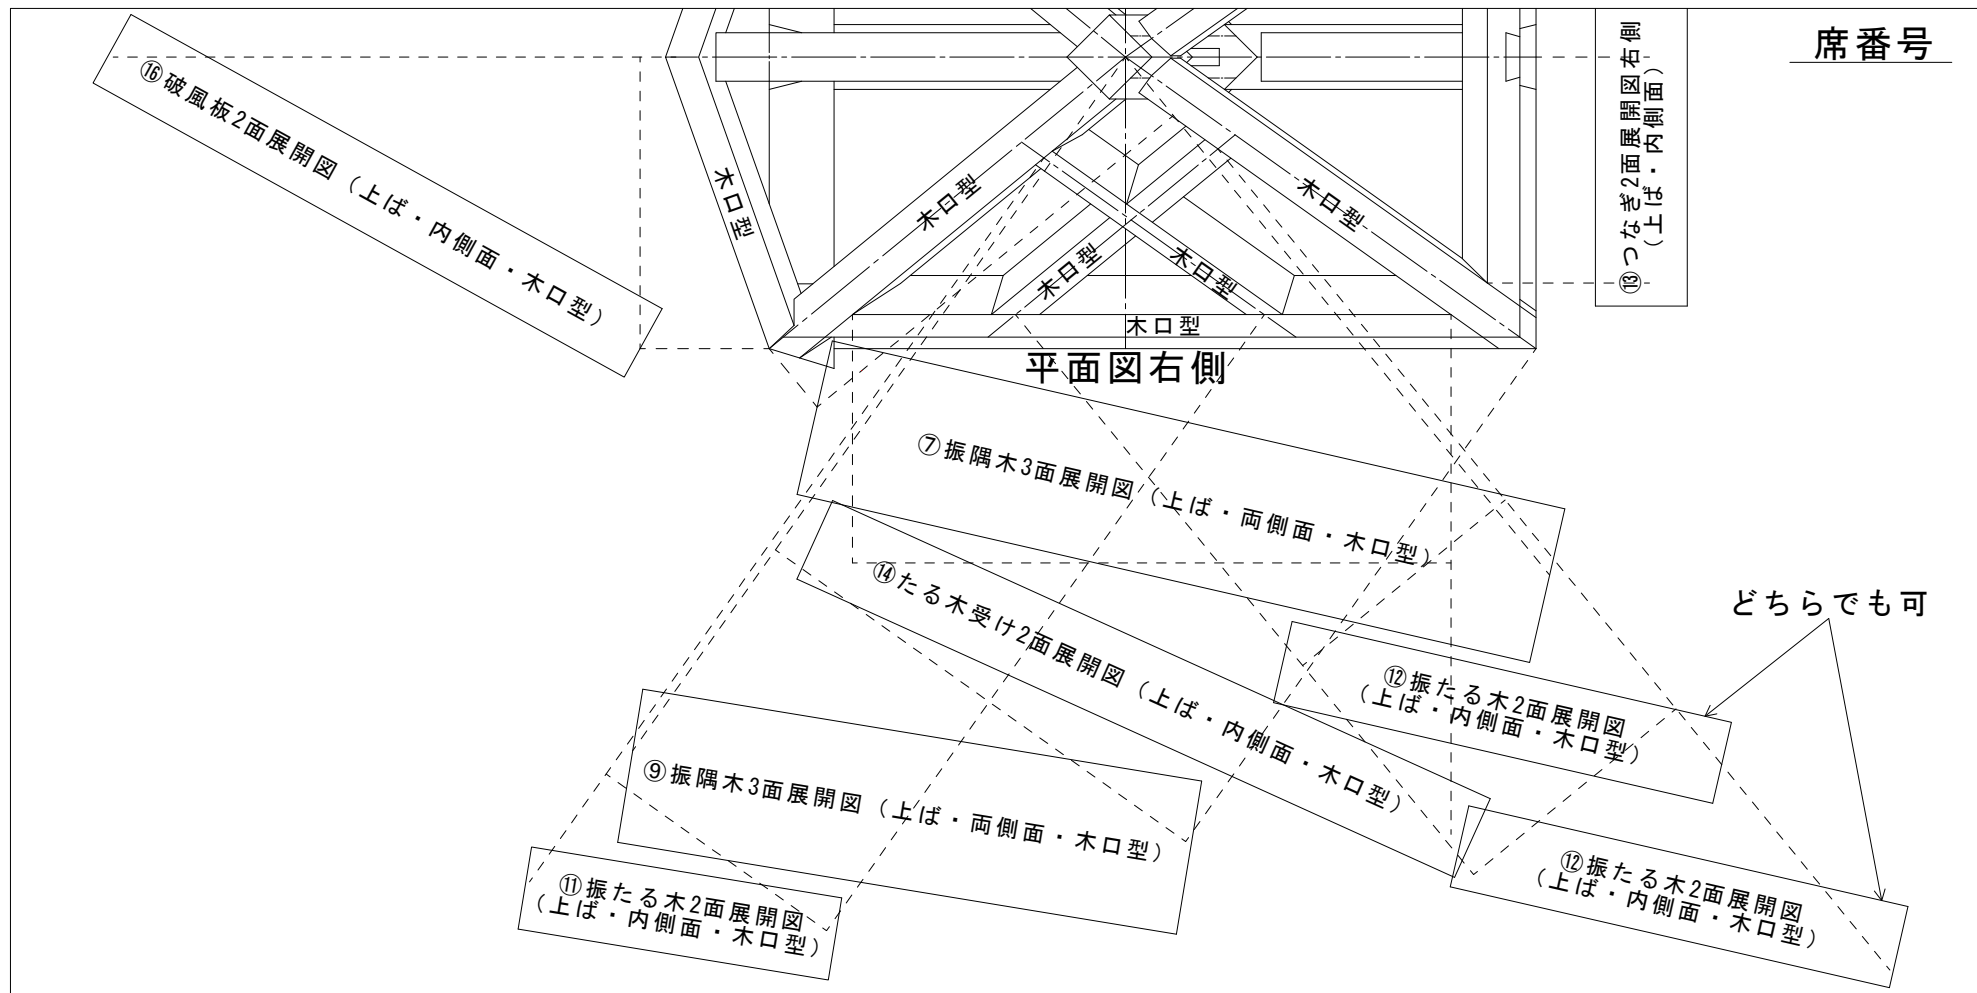 席番号
⑯破風板2面展開図（上ば・内側面・木口型）
木口型
木口型
木口型
木口型
木口型
木口型
⑬つなぎ2面展開図右側
（上ば・内側面）
平面図右側
⑦振隅木3面展開図（上ば・両側面・木口型）
⑭たる木受け2面展開図（上ば・内側面・木口型）
どちらでも可
⑫振たる木2面展開図
（上ば・内側面・木口型）
⑨振隅木3面展開図（上ば・両側面・木口型）
⑫振たる木2面展開図
（上ば・内側面・木口型）
⑪振たる木2面展開図
（上ば・内側面・木口型）